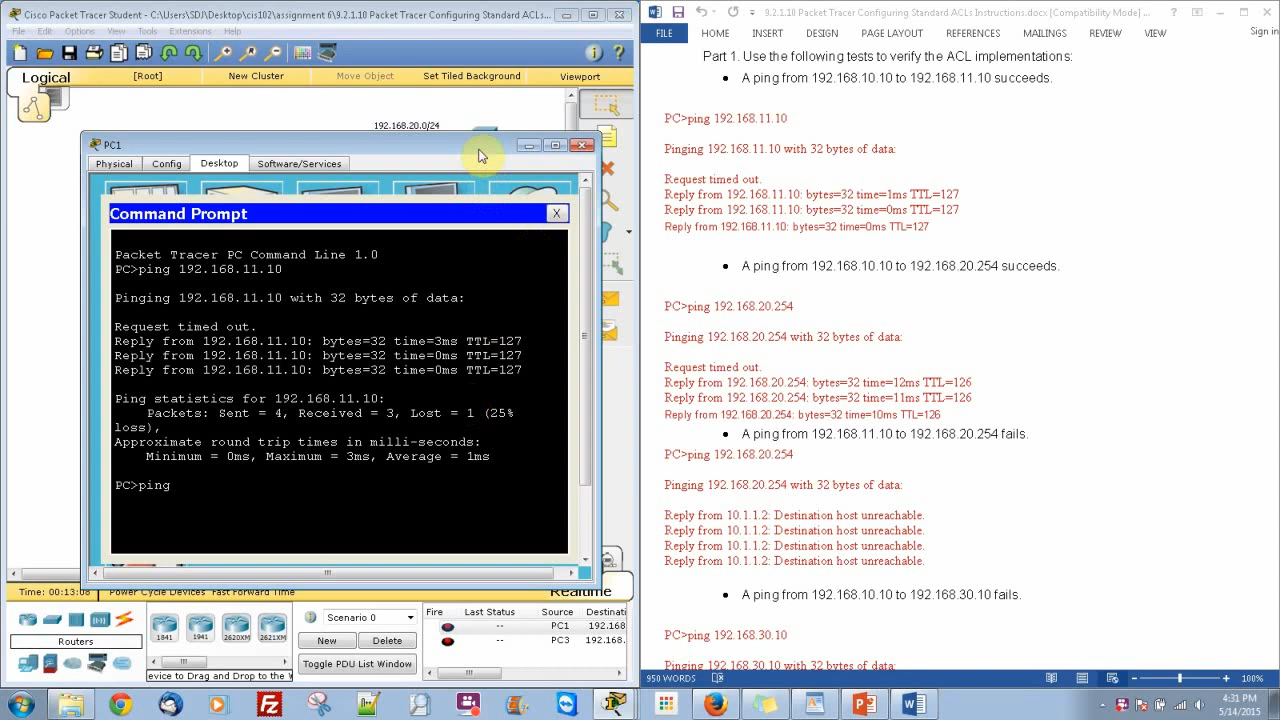 Cisco Packet Tracer Student - C:\Users\SDJ\Desktop\cis102\assignment 6\9.2.1.10 Packet Tracer Configuring Standard ACLs...
File Edit Options View Tools Extensions Help
Logical [Root] New Cluster Move Object Set Tiled Background Viewport
192.168.20.0/24
PC1
Physical Config Desktop Software/Services
Command Prompt X
Packet Tracer PC Command Line 1.0
PC>ping 192.168.11.10
Pinging 192.168.11.10 with 32 bytes of data:
Request timed out.
Reply from 192.168.11.10: bytes=32 time=3ms TTL=127
Reply from 192.168.11.10: bytes=32 time=0ms TTL=127
Reply from 192.168.11.10: bytes=32 time=0ms TTL=127
Ping statistics for 192.168.11.10:
Packets: Sent = 4, Received = 3, Lost = 1 (25%
loss),
Approximate round trip times in milli-seconds:
Minimum = 0ms, Maximum = 3ms, Average = 1ms
PC>ping
Time: 00:13:08 Power Cycle Devices Fast Forward Time Realtime
Routers
1841 1941 2620XM 2621XM
evice to Drag and Drop to the W
Scenario 0
New Delete
Toggle PDU List Window
Fire Last Status Source Destinati
-- PC1 192.168
-- PC3 192.168.
9.2.1.10 Packet Tracer Configuring Standard ACLs Instructions.docx [Compatibility Mode] ...
FILE HOME INSERT DESIGN PAGE LAYOUT REFERENCES MAILINGS REVIEW VIEW Sign in
Part 1. Use the following tests to verify the ACL implementations:
• A ping from 192.168.10.10 to 192.168.11.10 succeeds.
PC>ping 192.168.11.10
Pinging 192.168.11.10 with 32 bytes of data:
Request timed out.
Reply from 192.168.11.10: bytes=32 time=1ms TTL=127
Reply from 192.168.11.10: bytes=32 time=0ms TTL=127
Reply from 192.168.11.10: bytes=32 time=0ms TTL=127
• A ping from 192.168.10.10 to 192.168.20.254 succeeds.
PC>ping 192.168.20.254
Pinging 192.168.20.254 with 32 bytes of data:
Request timed out.
Reply from 192.168.20.254: bytes=32 time=12ms TTL=126
Reply from 192.168.20.254: bytes=32 time=11ms TTL=126
Reply from 192.168.20.254: bytes=32 time=10ms TTL=126
• A ping from 192.168.11.10 to 192.168.20.254 fails.
PC>ping 192.168.20.254
Pinging 192.168.20.254 with 32 bytes of data:
Reply from 10.1.1.2: Destination host unreachable.
Reply from 10.1.1.2: Destination host unreachable.
Reply from 10.1.1.2: Destination host unreachable.
Reply from 10.1.1.2: Destination host unreachable.
• A ping from 192.168.10.10 to 192.168.30.10 fails.
PC>ping 192.168.30.10
Pinging 192.168.30.10 with 32 bytes of data:
950 WORDS 100%
4:31 PM
5/14/2015